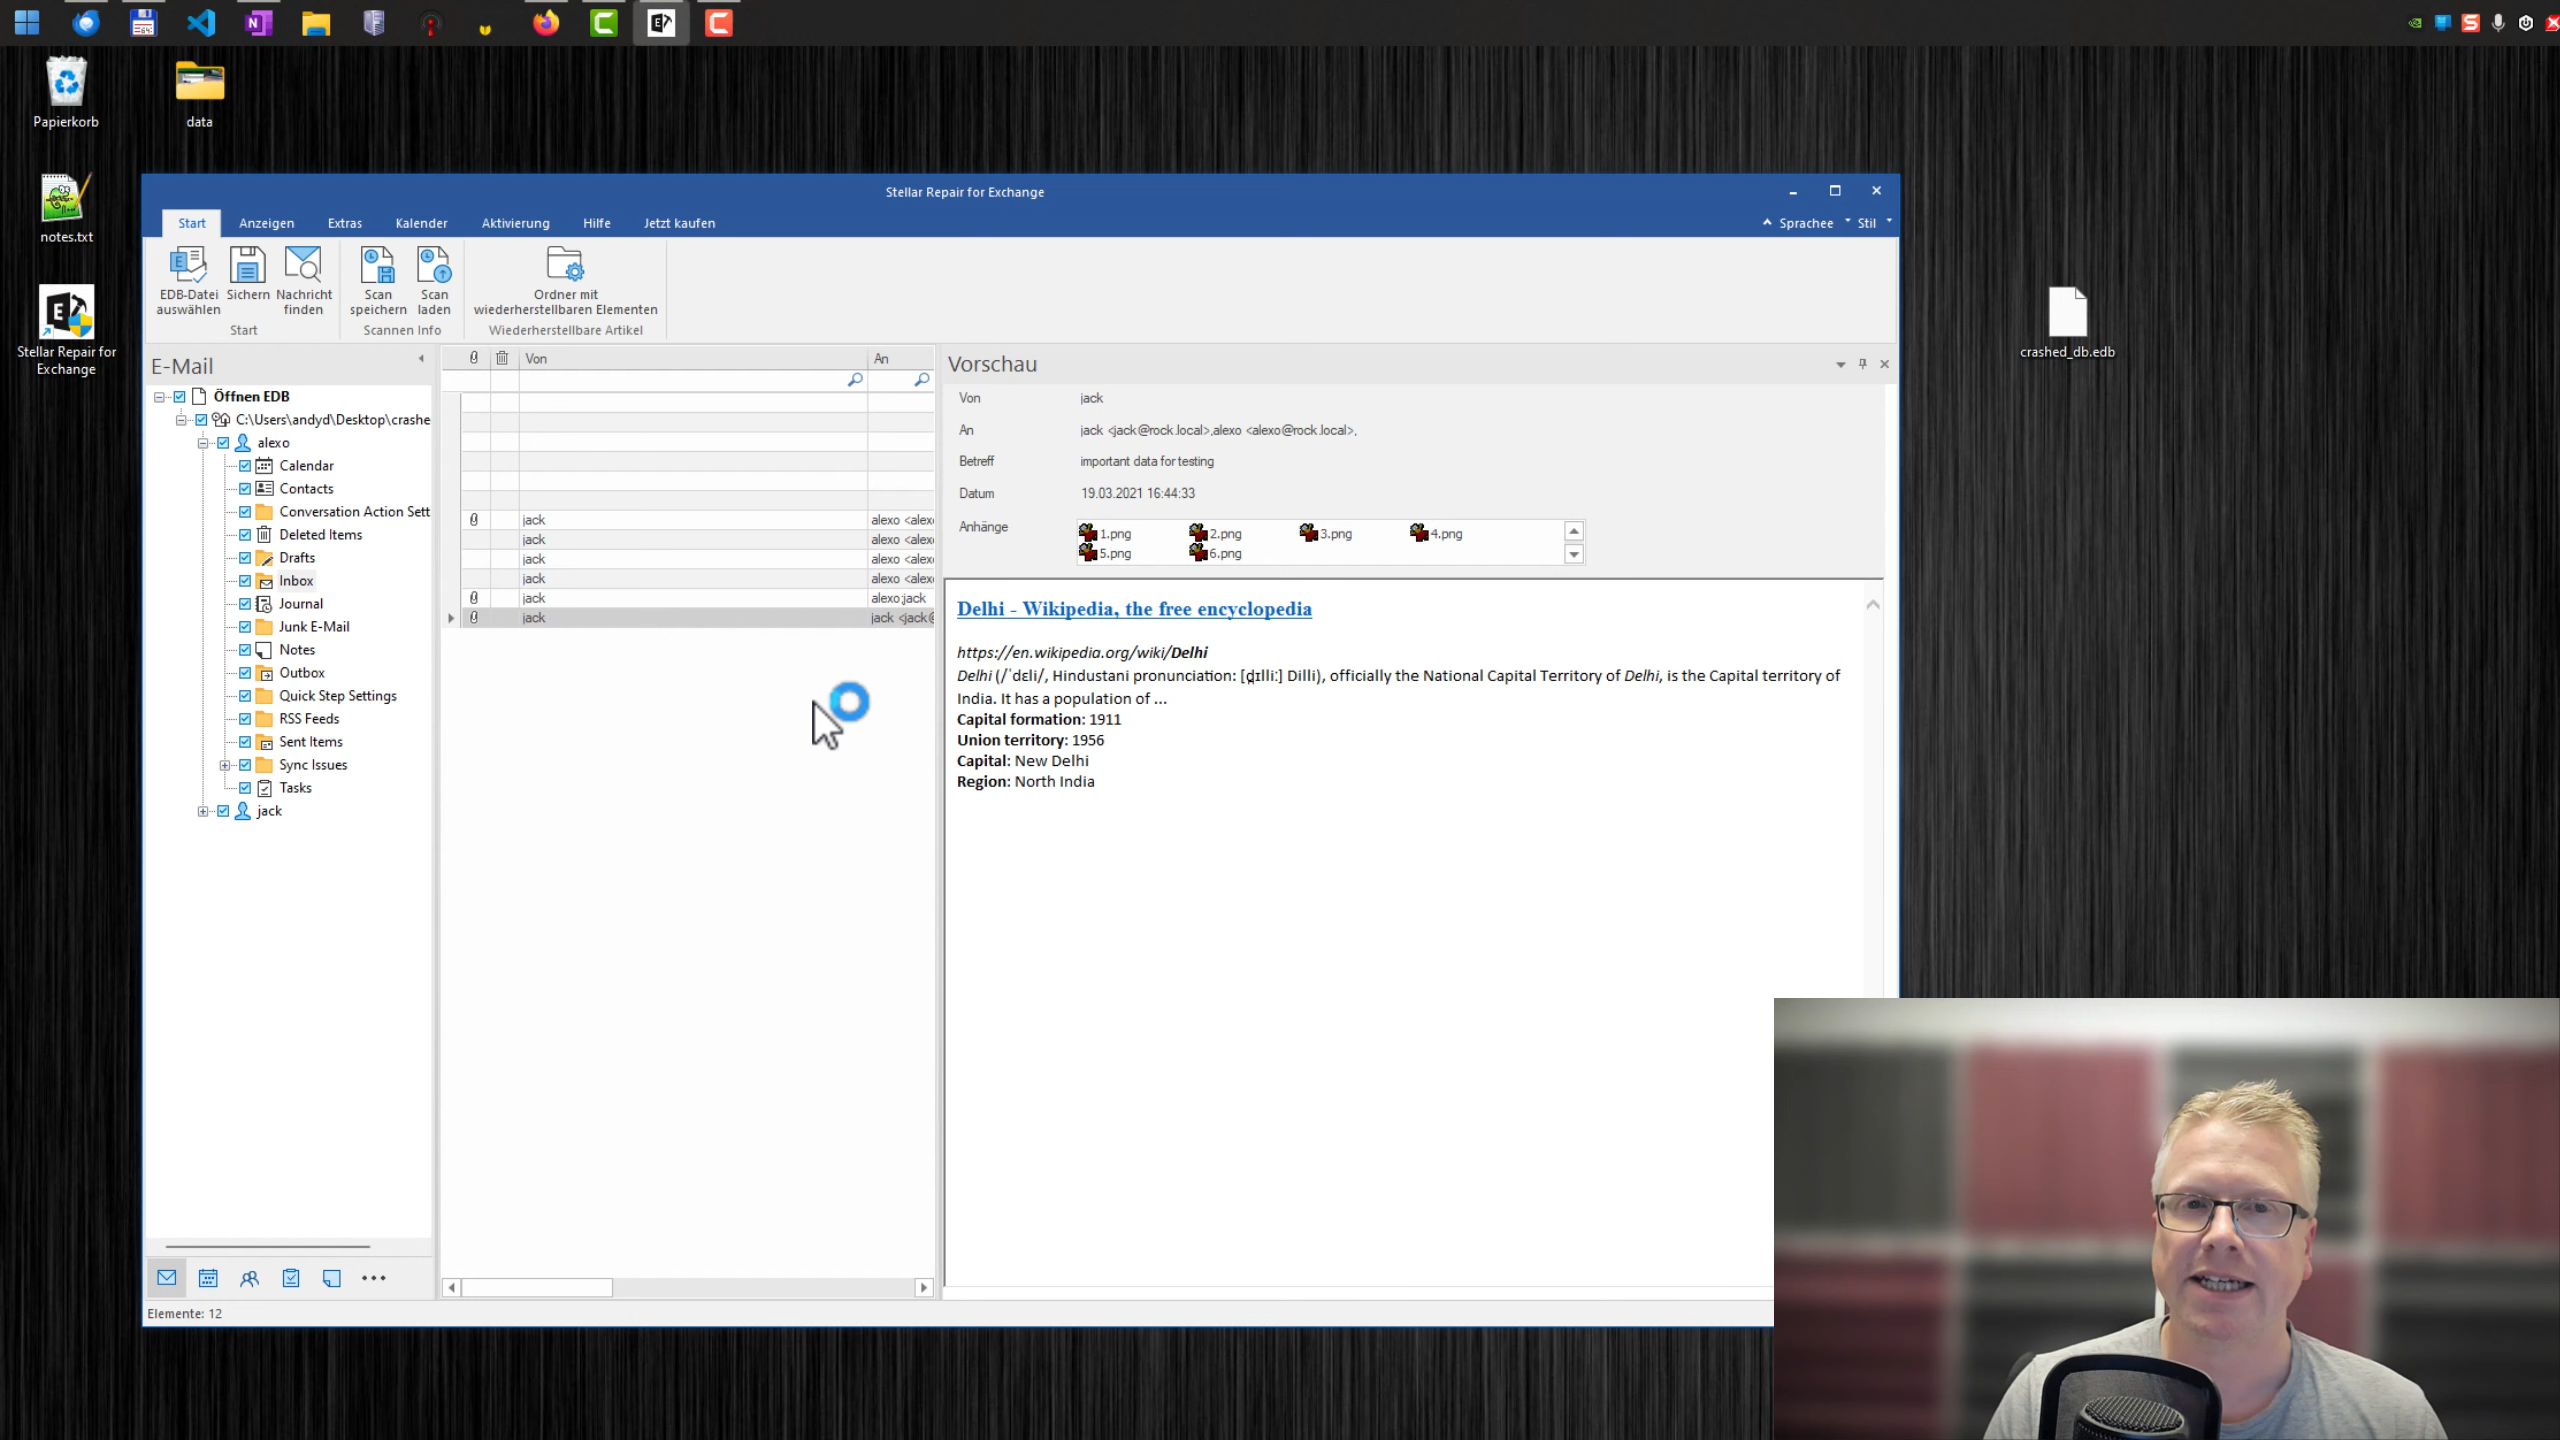 Papierkorb
data
notes.txt
Stellar Repair for
Exchange
crashed_db.edb
Stellar Repair for Exchange
Start Anzeigen Extras Kalender Aktivierung Hilfe Jetzt kaufen Sprachee Stil
EDB-Datei
auswählen
Sichern
Nachricht
finden
Start
Scan
speichern
Scan
laden
Scannen Info
Ordner mit
wiederherstellbaren Elementen
Wiederherstellbare Artikel
E-Mail
Öffnen EDB
C:\Users\andyd\Desktop\crashe
alexo
Calendar
Contacts
Conversation Action Sett
Deleted Items
Drafts
Inbox
Journal
Junk E-Mail
Notes
Outbox
Quick Step Settings
RSS Feeds
Sent Items
Sync Issues
Tasks
jack
Von An
jack alexo <alexo
jack alexo <alexo
jack alexo <alexo
jack alexo <alexo
jack alexo;jack
jack jack <jack@
Vorschau
Von jack
An jack <jack@rock.local>,alexo <alexo@rock.local>,
Betreff important data for testing
Datum 19.03.2021 16:44:33
Anhänge 1.png 2.png 3.png 4.png
5.png 6.png
Delhi - Wikipedia, the free encyclopedia
https://en.wikipedia.org/wiki/Delhi
Delhi (/ˈdɛli/, Hindustani pronunciation: [d̪ɪlliː] Dilli), officially the National Capital Territory of Delhi, is the Capital territory of
India. It has a population of ...
Capital formation: 1911
Union territory: 1956
Capital: New Delhi
Region: North India
Elemente: 12